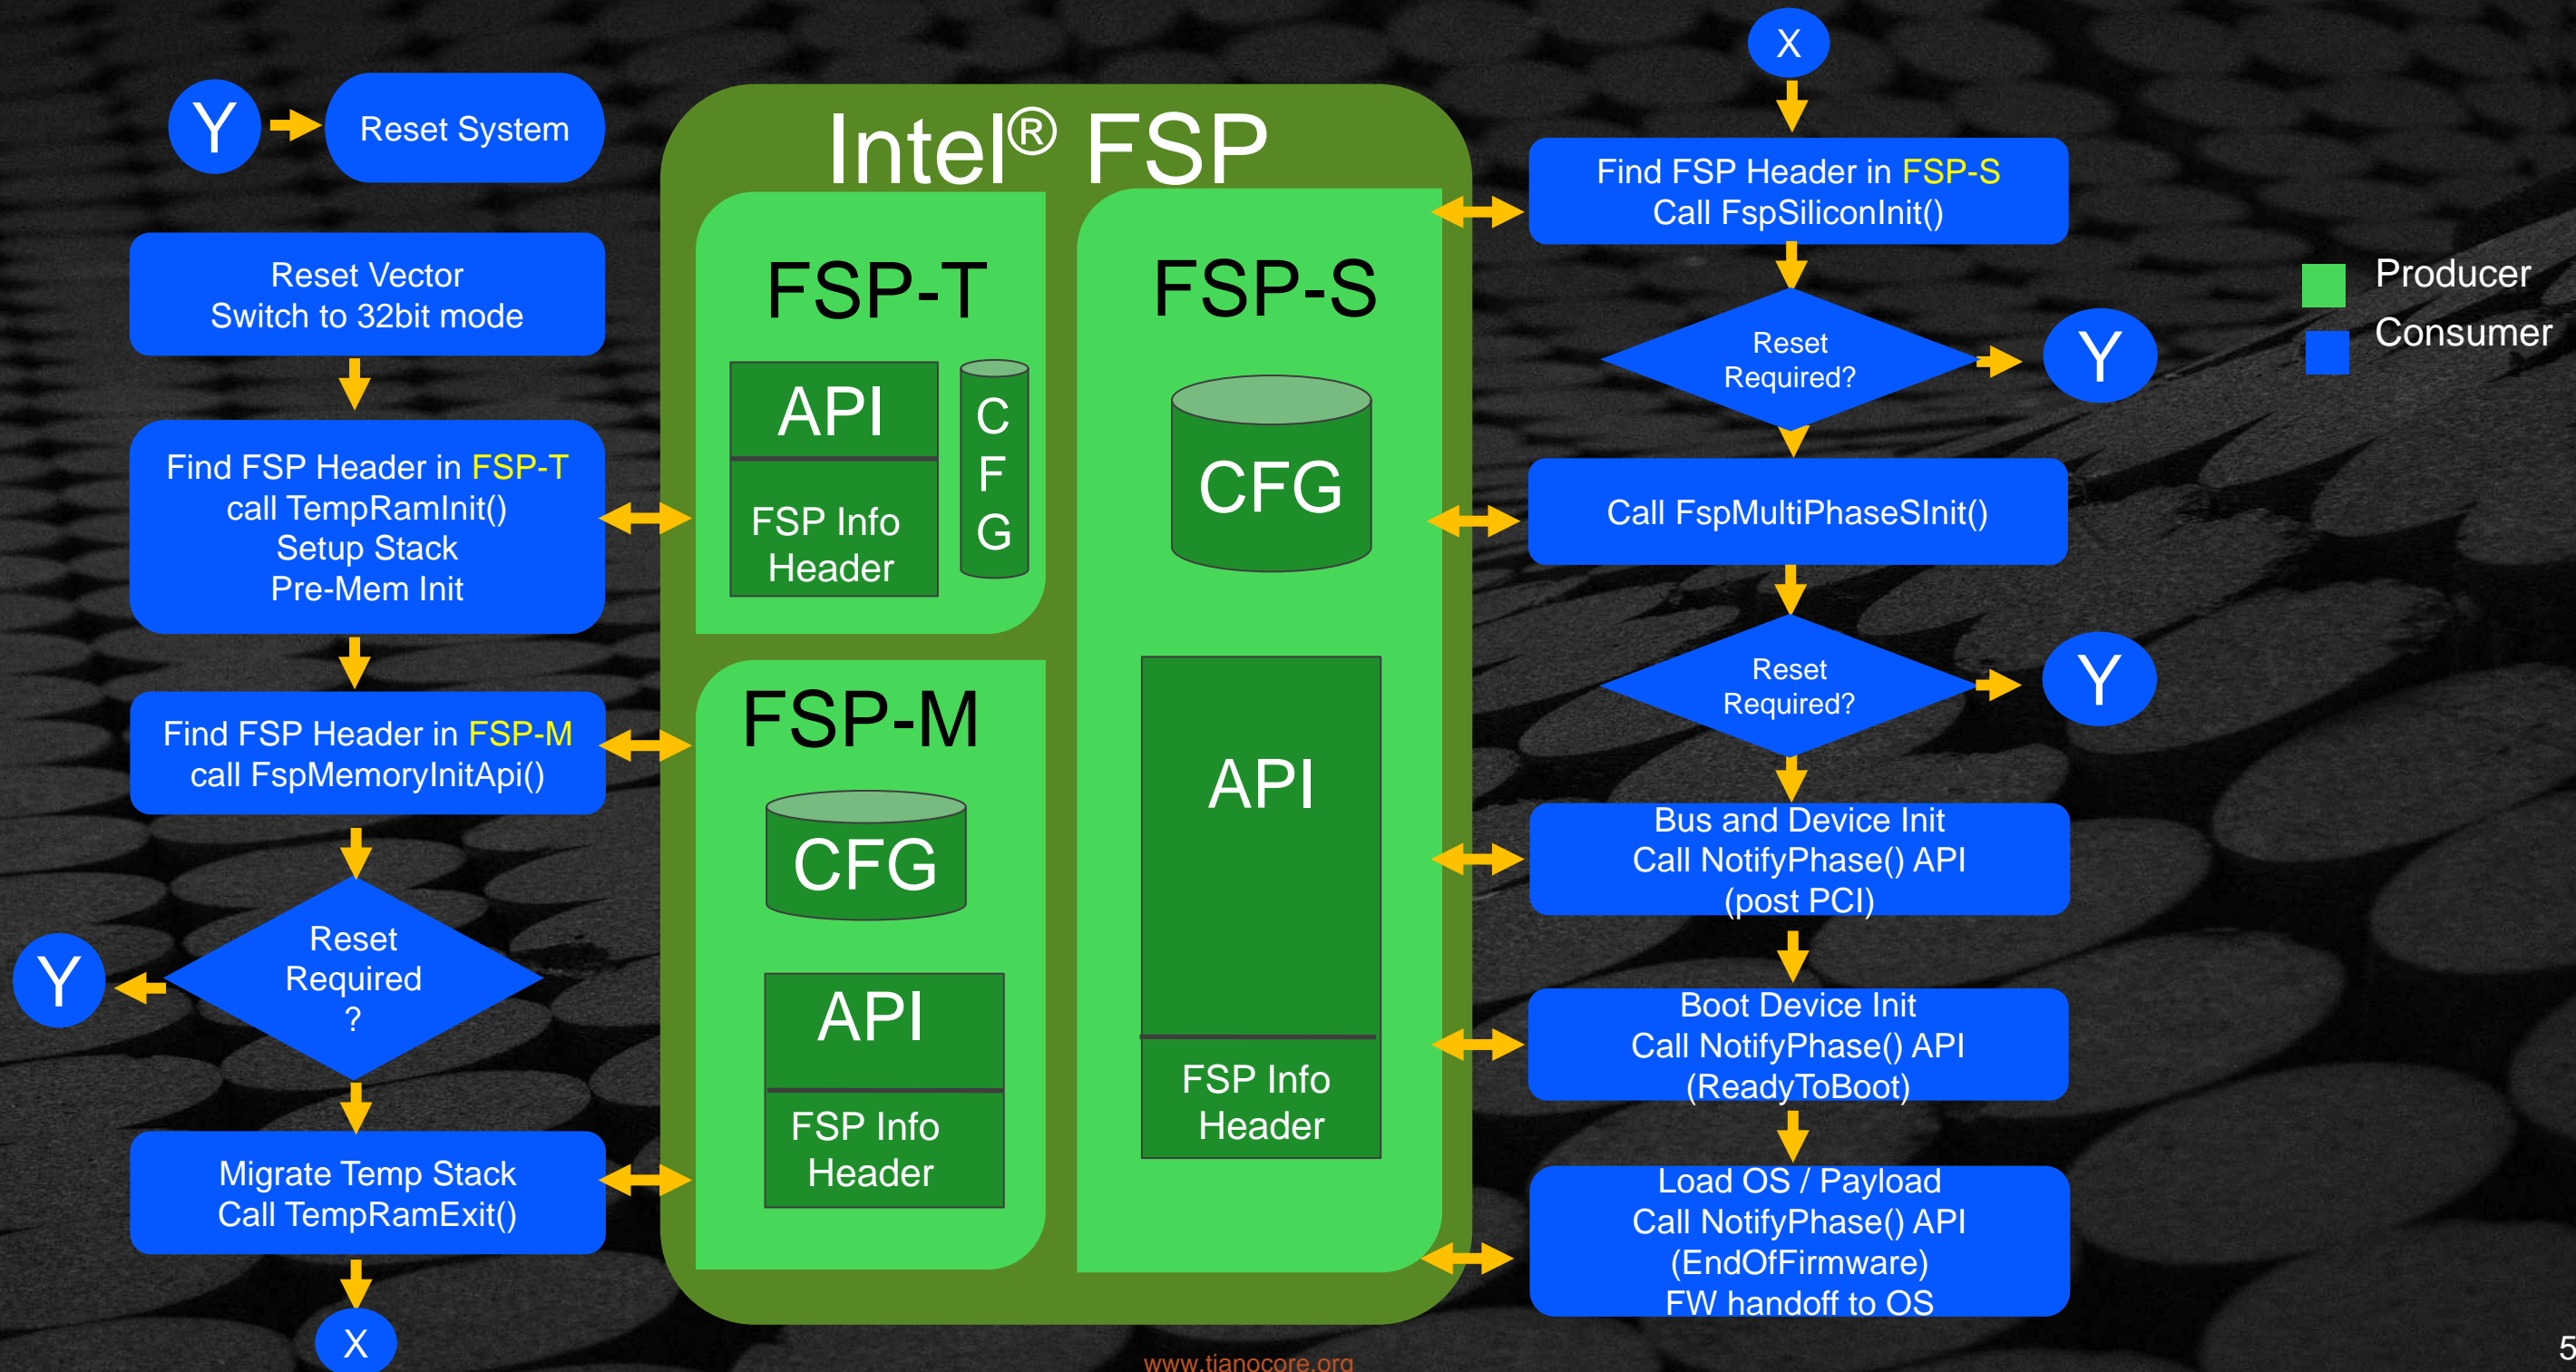 Y
Reset System
Reset Vector
Switch to 32bit mode
Find FSP Header in FSP-T
call TempRamInit()
Setup Stack
Pre-Mem Init
Find FSP Header in FSP-M
call FspMemoryInitApi()
Reset
Required
?
Y
Migrate Temp Stack
Call TempRamExit()
X
Intel® FSP
FSP-T
API
FSP Info
Header
C
F
G
FSP-M
CFG
API
FSP Info
Header
FSP-S
CFG
API
FSP Info
Header
X
Find FSP Header in FSP-S
Call FspSiliconInit()
Reset
Required?
Y
Call FspMultiPhaseSInit()
Reset
Required?
Y
Bus and Device Init
Call NotifyPhase() API
(post PCI)
Boot Device Init
Call NotifyPhase() API
(ReadyToBoot)
Load OS / Payload
Call NotifyPhase() API
(EndOfFirmware)
FW handoff to OS
Producer
Consumer
www.tianocore.org
5